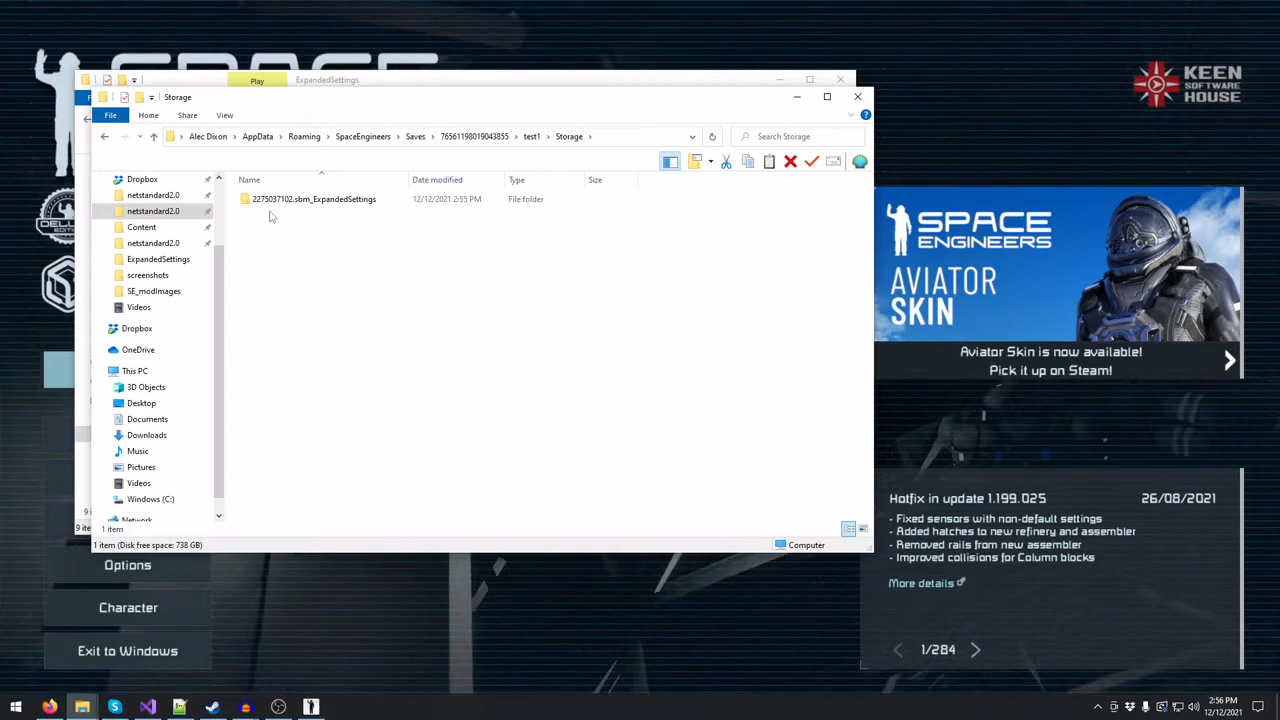 SPACE
KEEN
SOFTWARE
HOUSE
Play
ExpandedSettings
Storage
File
Home
Share
View
Alec Dixon
AppData
Roaming
SpaceEngineers
Saves
76561198019043855
test1
Storage
Search Storage
Name
Date modified
Type
Size
Dropbox
netstandard2.0
netstandard2.0
Content
netstandard2.0
ExpandedSettings
screenshots
SE_modImages
Videos
Dropbox
OneDrive
This PC
3D Objects
Desktop
Documents
Downloads
Music
Pictures
Videos
Windows (C:)
Network
2275037102.sbm_ExpandedSettings
12/12/2021 2:55 PM
File folder
1 item
1 item (Disk free space: 738 GB)
Computer
SPACE
ENGINEERS
AVIATOR
SKIN
Aviator Skin is now available!
Pick it up on Steam!
Hotfix in update 1.199.025
26/08/2021
- Fixed sensors with non-default settings
- Added hatches to new refinery and assembler
- Removed rails from new assembler
- Improved collisions for Column blocks
More details
1/284
Options
Character
Exit to Windows
2:56 PM
12/12/2021